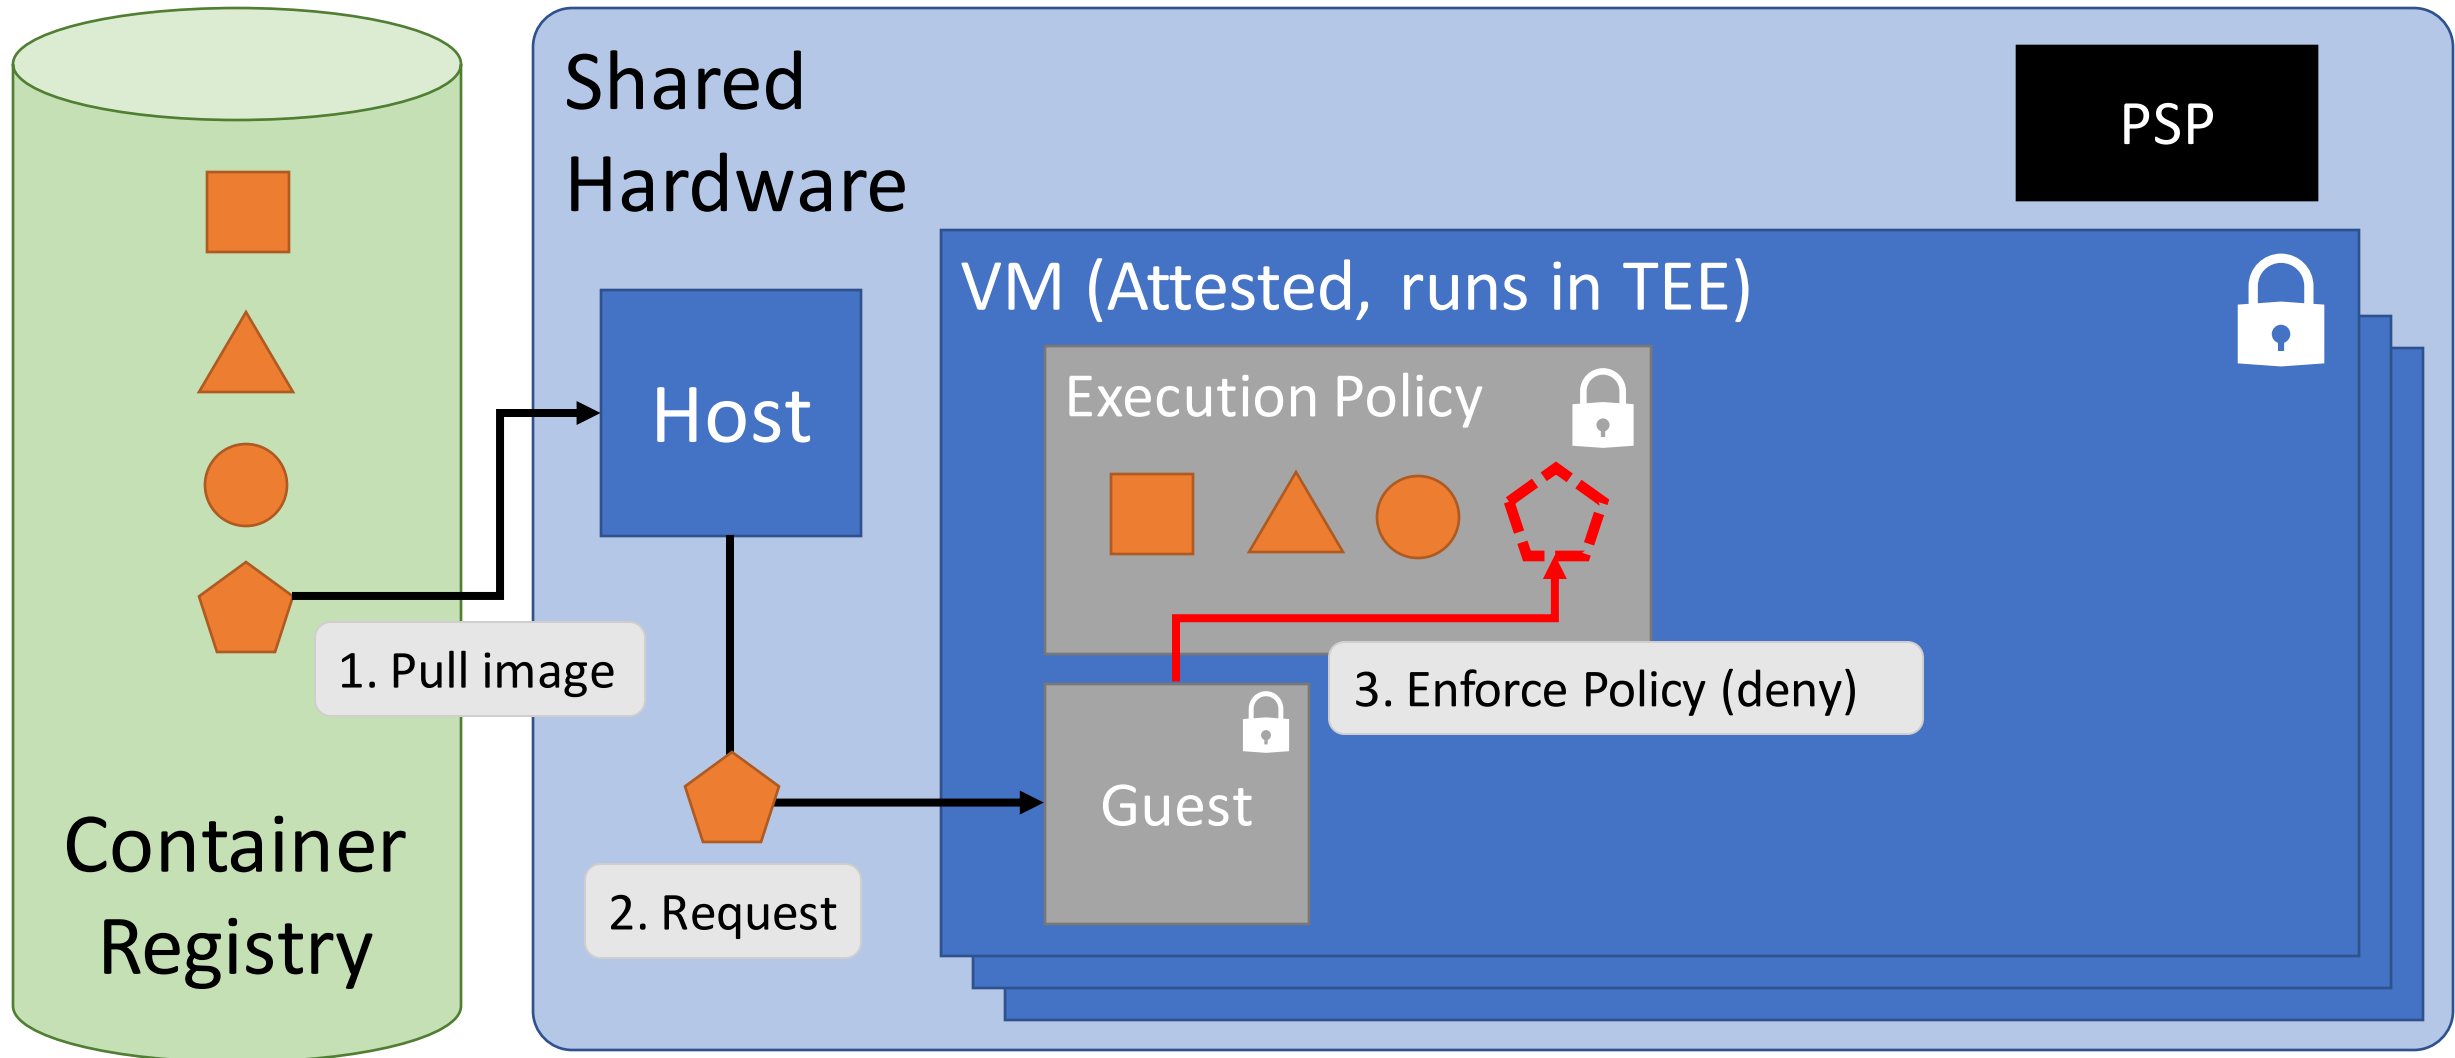 Shared
Hardware
PSP
VM (Attested, runs in TEE)
Host
Execution Policy
1. Pull image
3. Enforce Policy (deny)
Guest
Container
Registry
2. Request